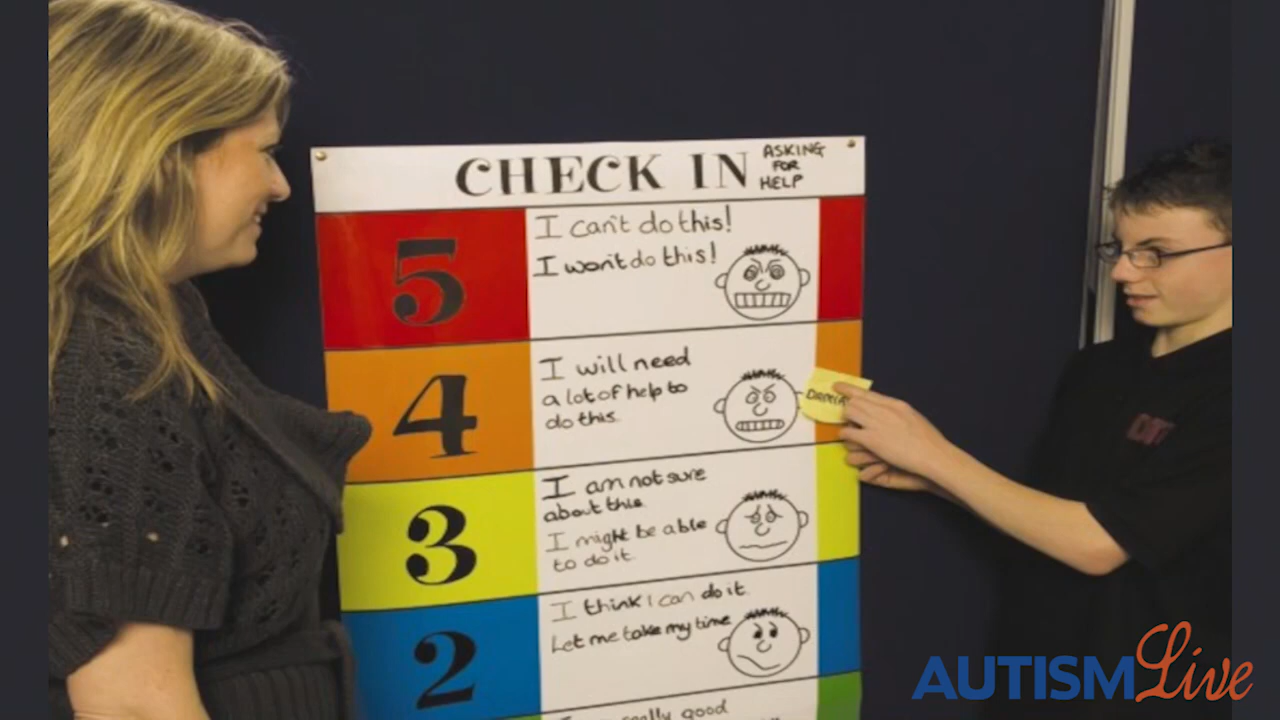 CHECK IN
ASKING
FOR
HELP
5
I can't do this!
I won't do this!
4
I will need
a lot of help to
do this.
3
I am not sure
about this.
I might be able
to do it.
2
I think I can do it.
Let me take my time
really good
AUTISM Live